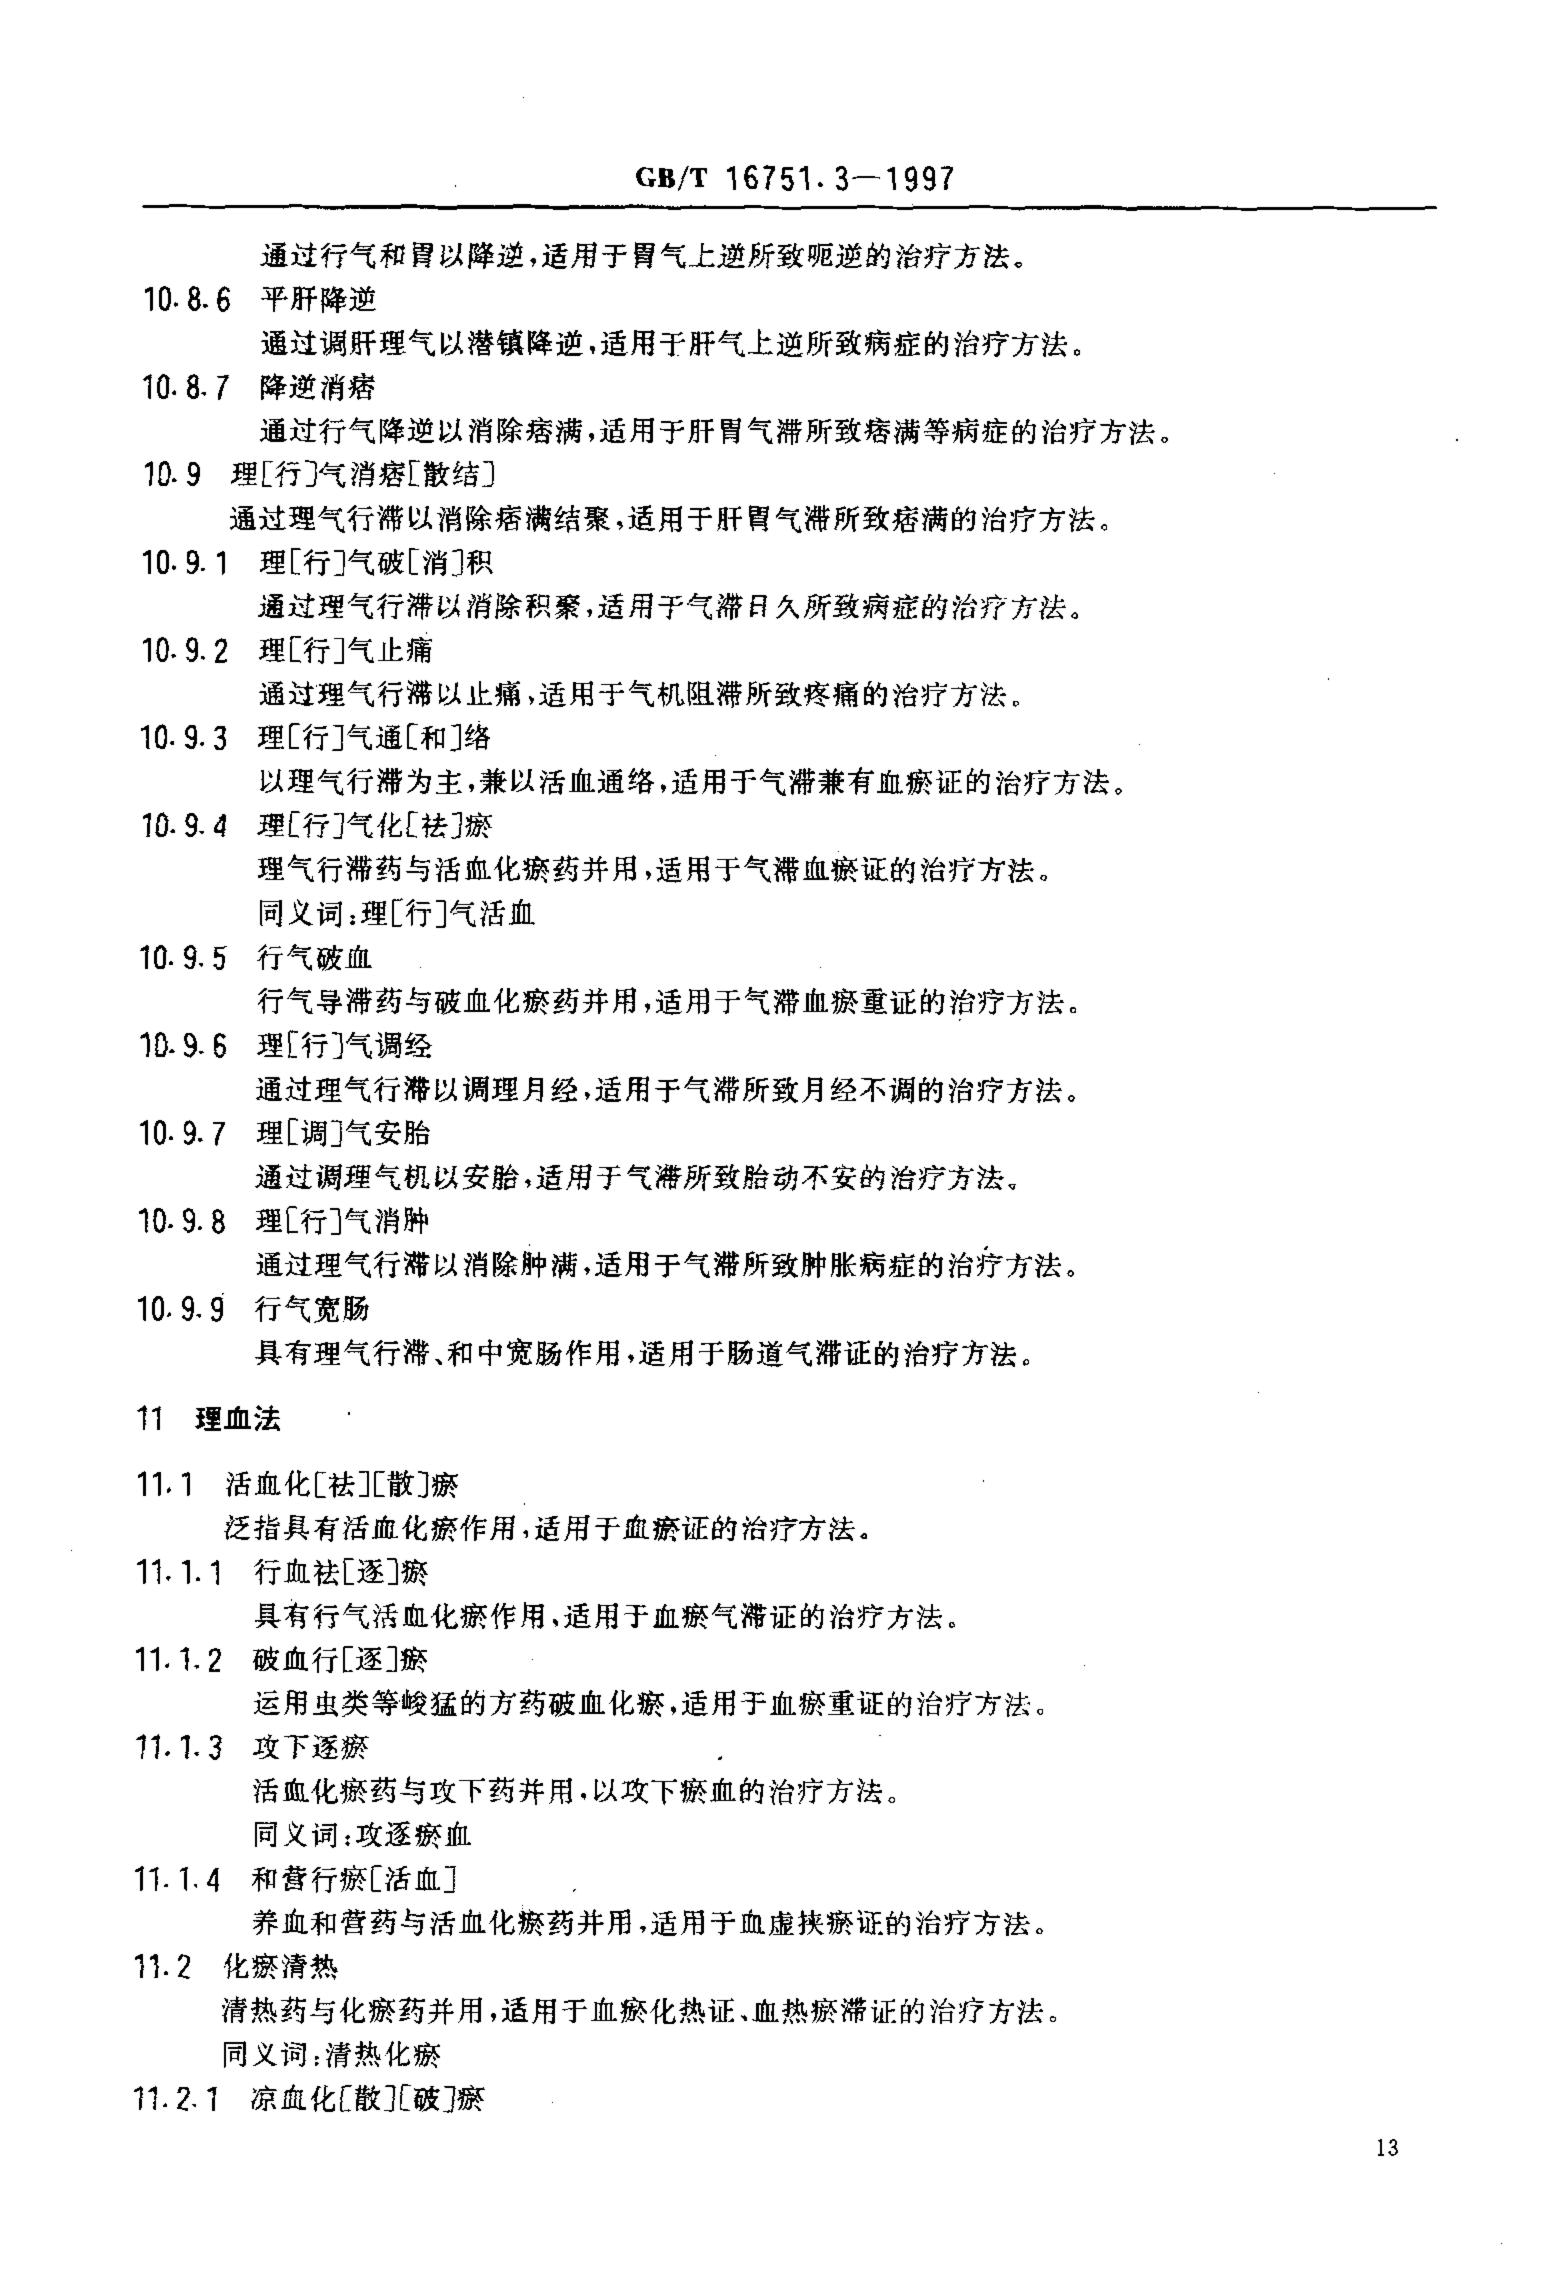 GB/T 16751.3—1997
通过行气和胃以降逆,适用于胃气上逆所致呃逆的治疗方法。
10.8.6 平肝降逆
通过调肝理气以潜镇降逆,适用于肝气上逆所致病症的治疗方法。
10.8.7 降逆消痞
通过行气降逆以消除痞满,适用于肝胃气滞所致痞满等病症的治疗方法。
10.9 理[行]气消痞[散结]
通过理气行滞以消除痞满结聚,适用于肝胃气滞所致痞满的治疗方法。
10.9.1 理[行]气破[消]积
通过理气行滞以消除积聚,适用于气滞日久所致病症的治疗方法。
10.9.2 理[行]气止痛
通过理气行滞以止痛,适用于气机阻滞所致疼痛的治疗方法。
10.9.3 理[行]气通[和]络
以理气行滞为主,兼以活血通络,适用于气滞兼有血瘀证的治疗方法。
10.9.4 理[行]气化[祛]瘀
理气行滞药与活血化瘀药并用,适用于气滞血瘀证的治疗方法。
同义词:理[行]气活血
10.9.5 行气破血
行气导滞药与破血化瘀药并用,适用于气滞血瘀重证的治疗方法。
10.9.6 理[行]气调经
通过理气行滞以调理月经,适用于气滞所致月经不调的治疗方法。
10.9.7 理[调]气安胎
通过调理气机以安胎,适用于气滞所致胎动不安的治疗方法。
10.9.8 理[行]气消肿
通过理气行滞以消除肿满,适用于气滞所致肿胀病症的治疗方法。
10.9.9 行气宽肠
具有理气行滞、和中宽肠作用,适用于肠道气滞证的治疗方法。
11 理血法
11.1 活血化[祛][散]瘀
泛指具有活血化瘀作用,适用于血瘀证的治疗方法。
11.1.1 行血祛[逐]瘀
具有行气活血化瘀作用、适用于血瘀气滞证的治疗方法。
11.1.2 破血行[逐]瘀
运用虫类等峻猛的方药破血化瘀,适用于血瘀重证的治疗方法。
11.1.3 攻下逐瘀
活血化瘀药与攻下药并用,以攻下瘀血的治疗方法。
同义词:攻逐瘀血
11.1.4 和营行瘀[活血]
养血和营药与活血化瘀药并用,适用于血虚挟瘀证的治疗方法。
11.2 化瘀清热
清热药与化瘀药并用,适用于血瘀化热证、血热瘀滞证的治疗方法。
同义词:清热化瘀
11.2.1 凉血化[散][破]瘀
13